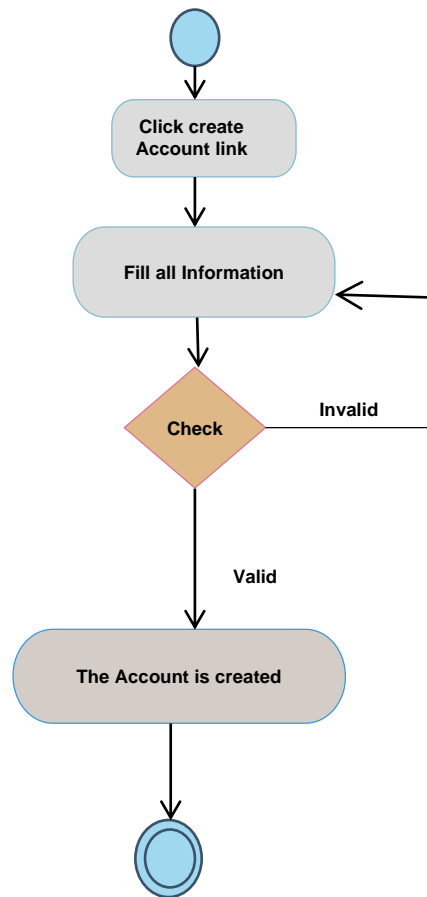 Click create
Account link
Fill all Information
Check
Invalid
Valid
The Account is created